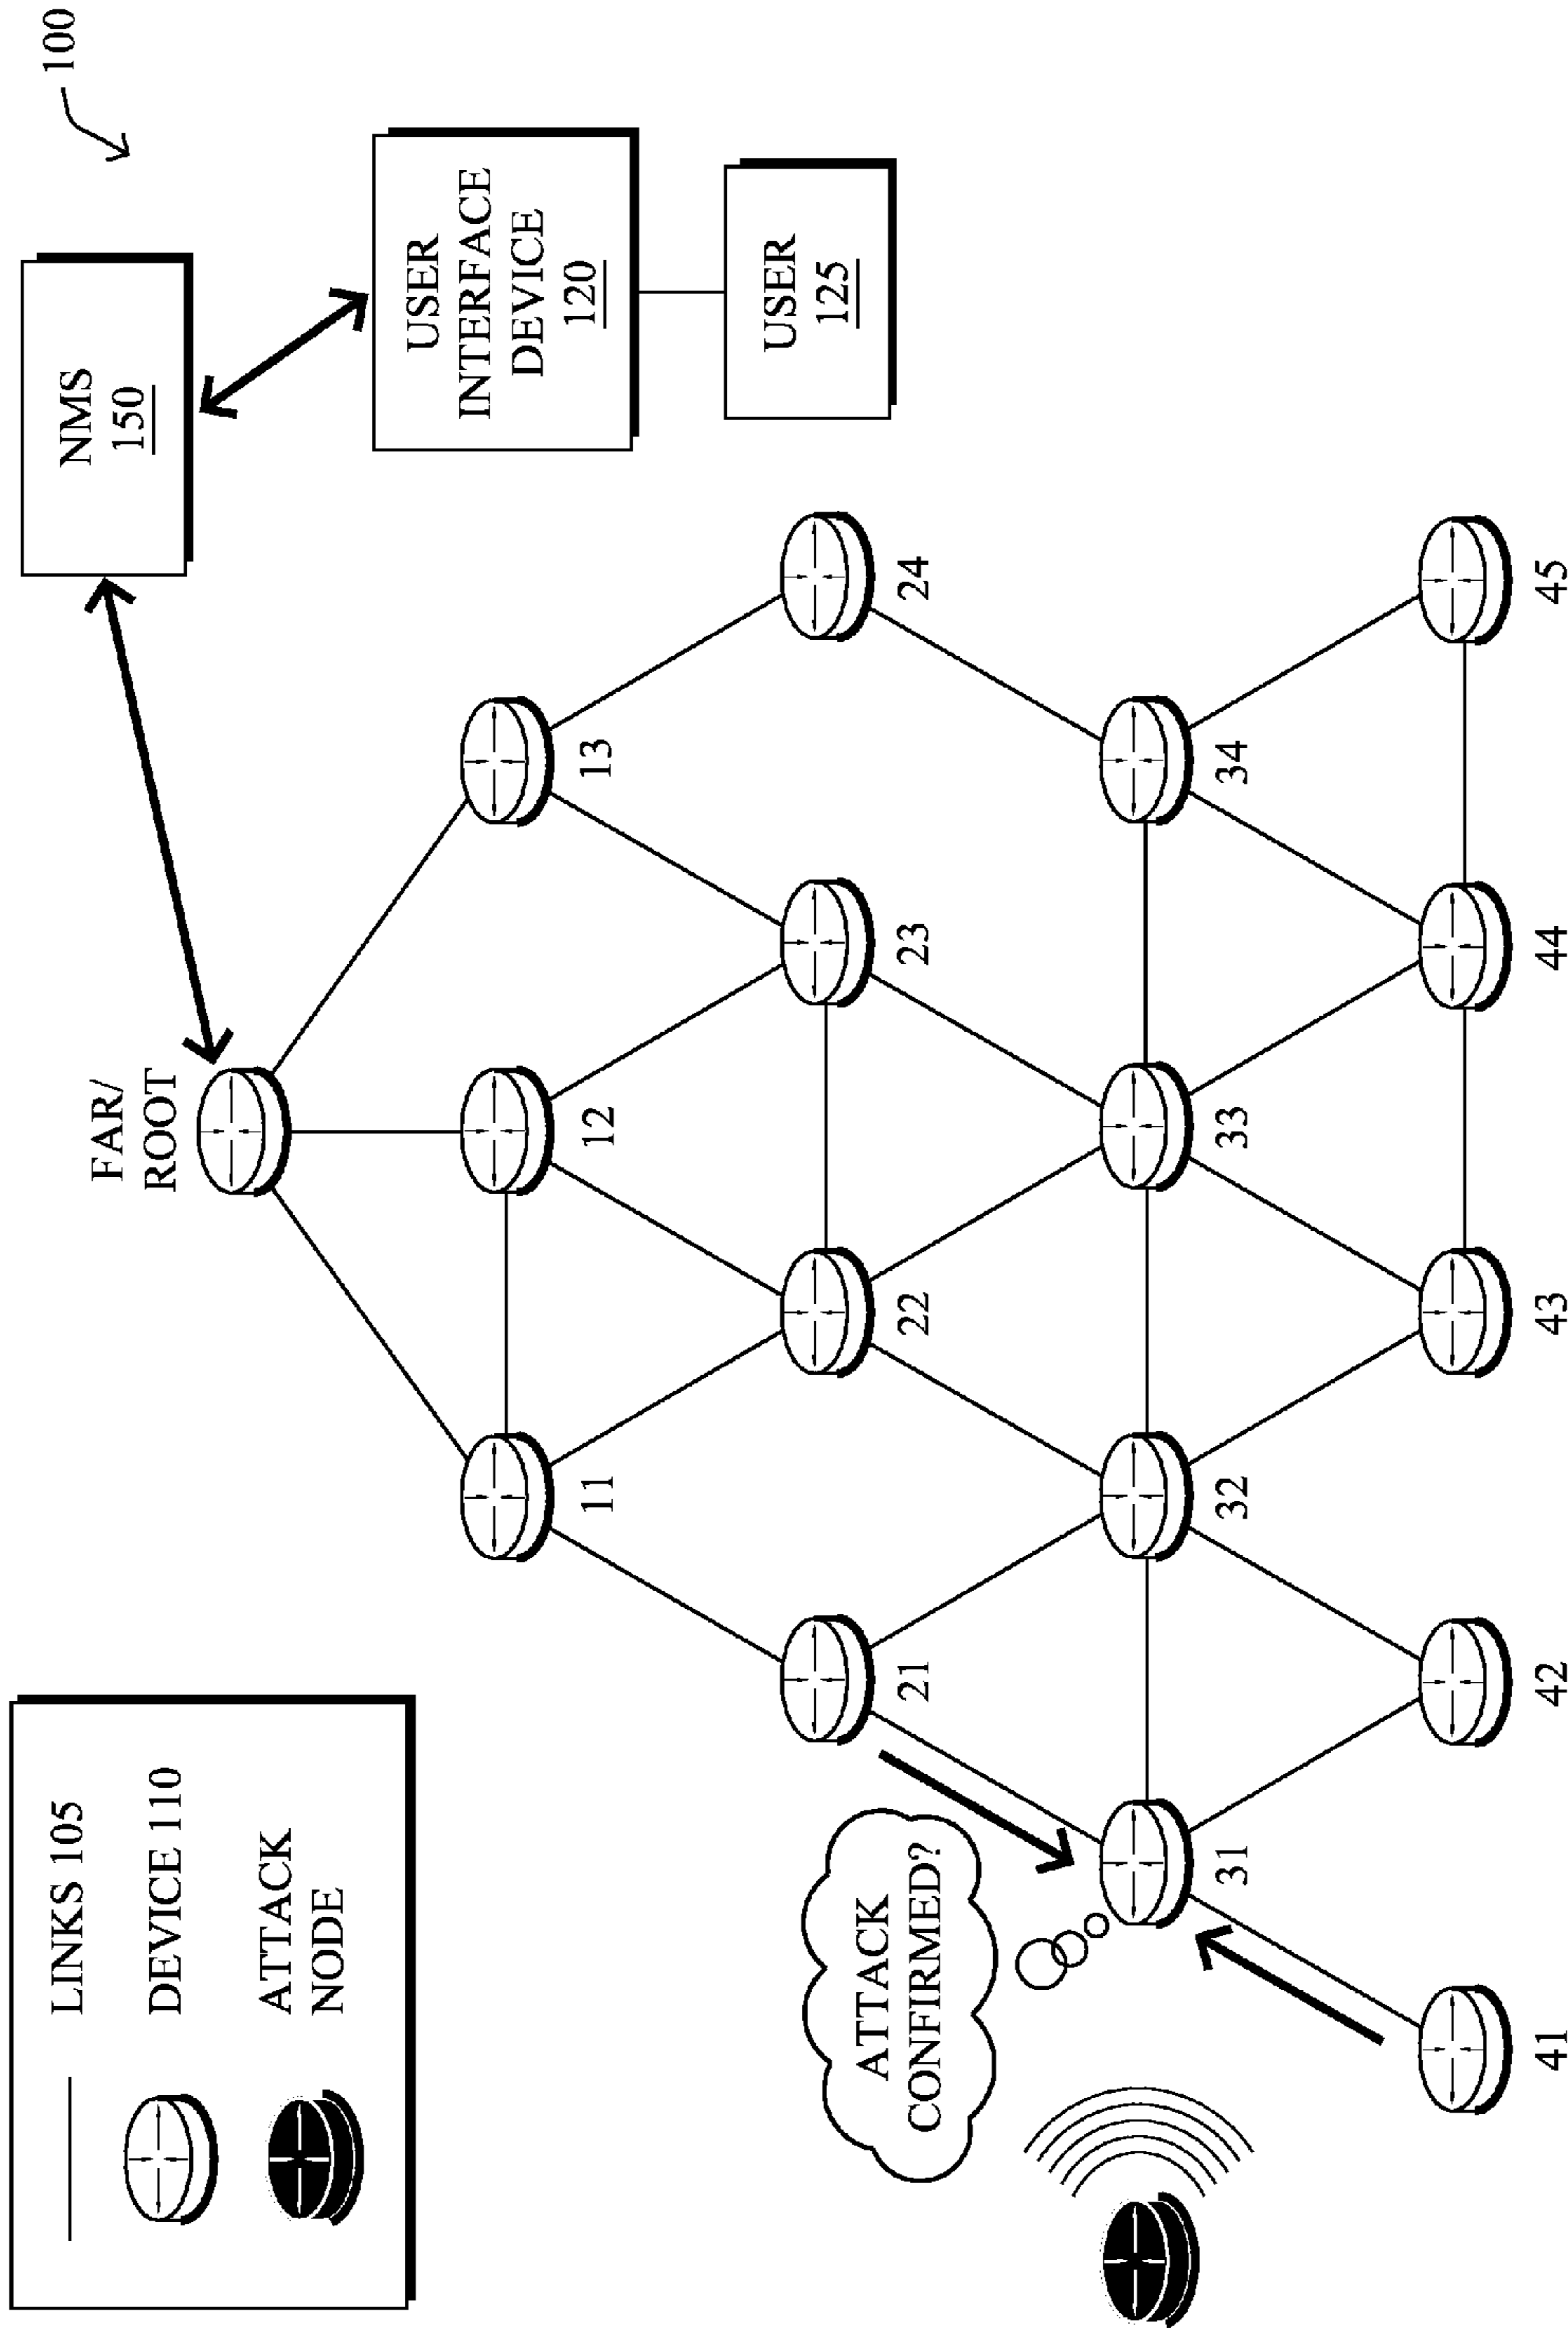 100
LINKS 105
DEVICE 110
ATTACK
NODE
FAR/
ROOT
NMS
150
USER
INTERFACE
DEVICE
120
USER
125
11
12
13
21
22
23
24
ATTACK
CONFIRMED?
31
32
33
34
41
42
43
44
45